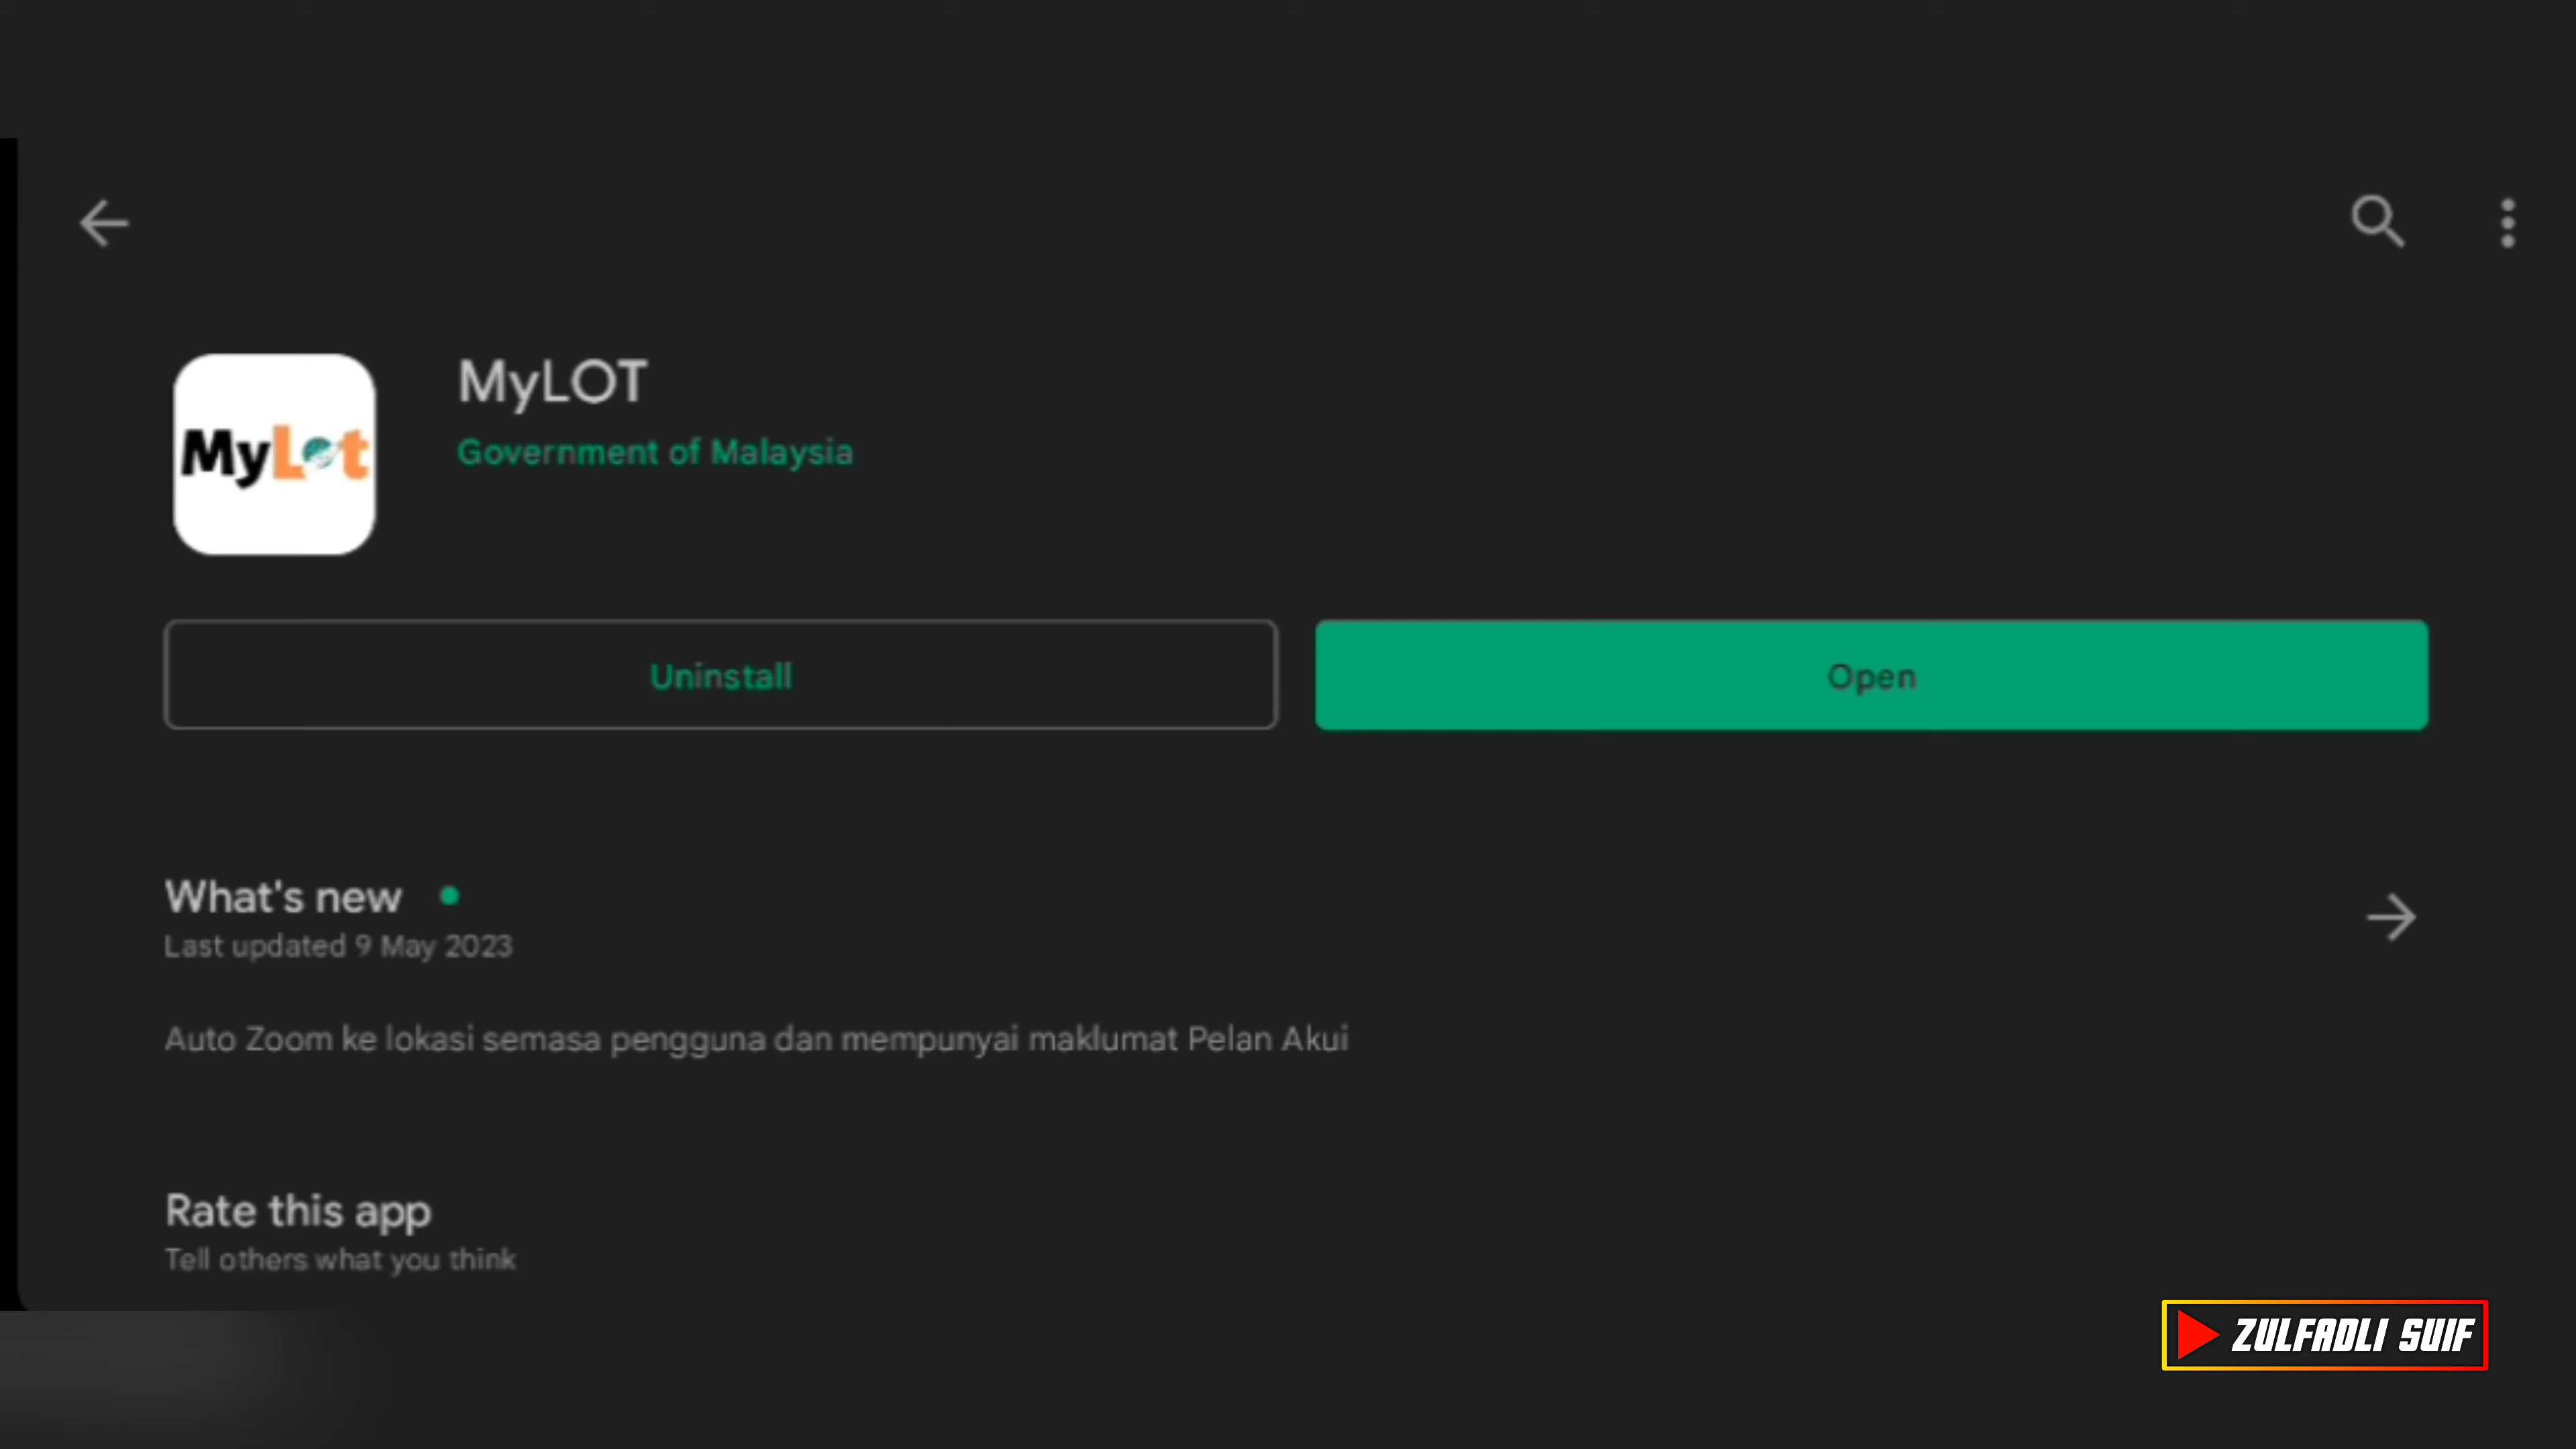 MyLot
MyLOT
Government of Malaysia
Uninstall
Open
What's new
Last updated 9 May 2023
Auto Zoom ke lokasi semasa pengguna dan mempunyai maklumat Pelan Akui
Rate this app
Tell others what you think
ZULFADLI SUIF